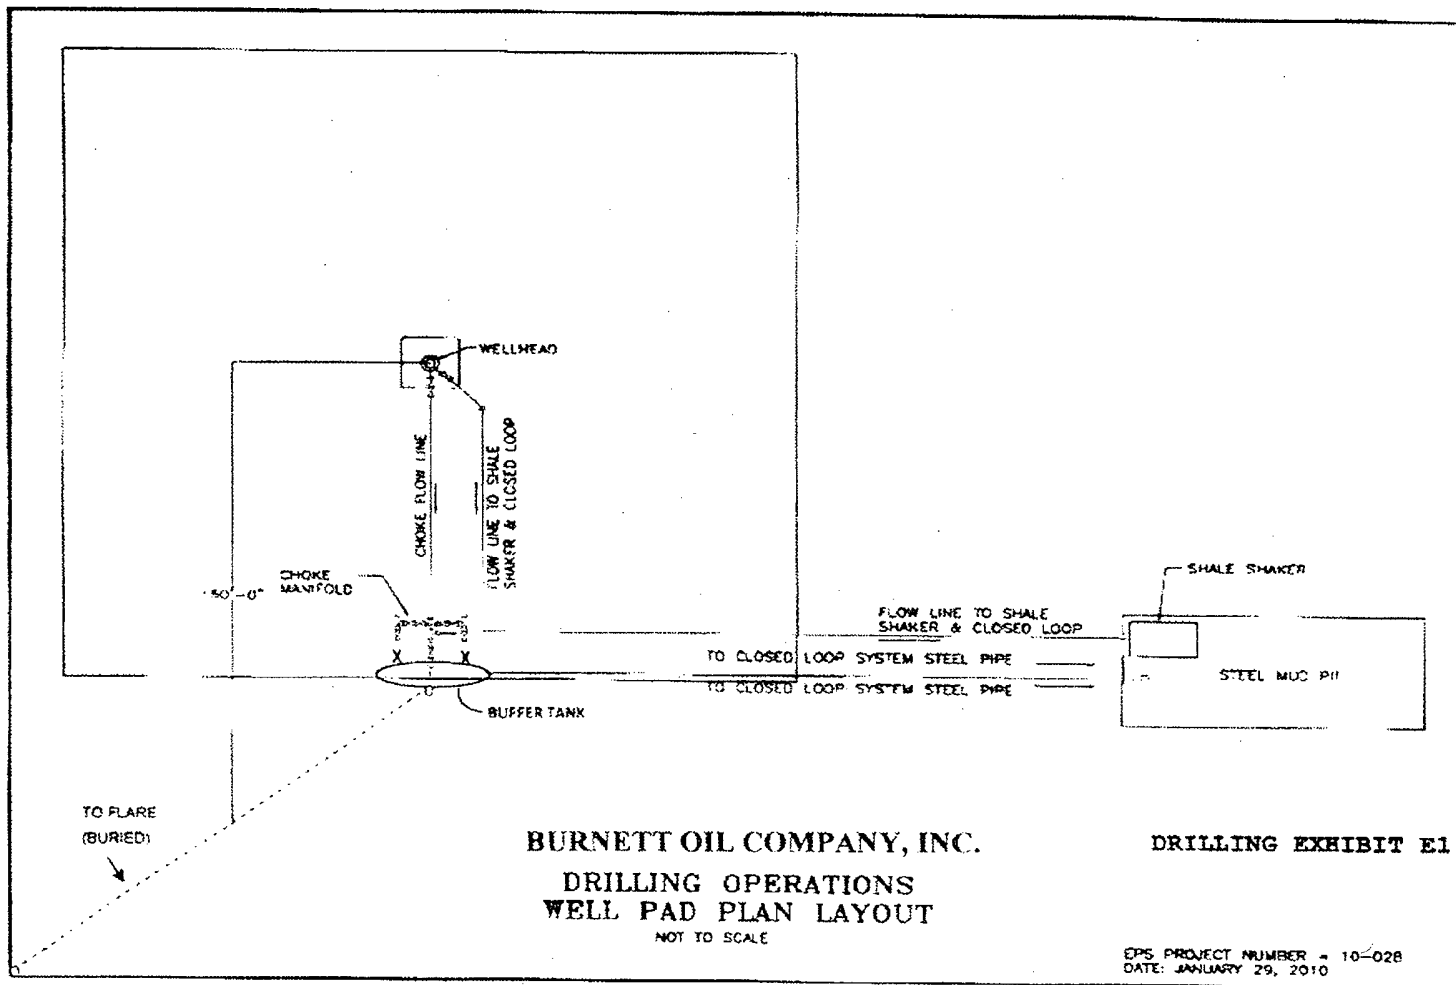 WELLHEAD
CHOKE FLOW LINE
FLOW LINE TO SHALE
SHAKER & CLOSED LOOP
CHOKE
MANIFOLD
SHALE SHAKER
FLOW LINE TO SHALE
SHAKER & CLOSED LOOP
TO CLOSED LOOP SYSTEM STEEL PIPE
TO CLOSED LOOP SYSTEM STEEL PIPE
STEEL MUD PIT
BUFFER TANK
TO FLARE
(BURIED)
BURNETT OIL COMPANY, INC.
DRILLING EXHIBIT E1
DRILLING OPERATIONS
WELL PAD PLAN LAYOUT
NOT TO SCALE
EPS PROJECT NUMBER - 10-028
DATE: JANUARY 29, 2010